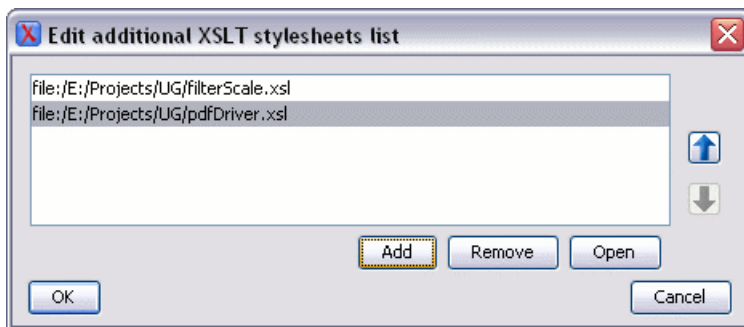 Edit additional XSLT stylesheets list
file:/E:/Projects/UG/filterScale.xsl
file:/E:/Projects/UG/pdfDriver.xsl
Add Remove Open
OK Cancel